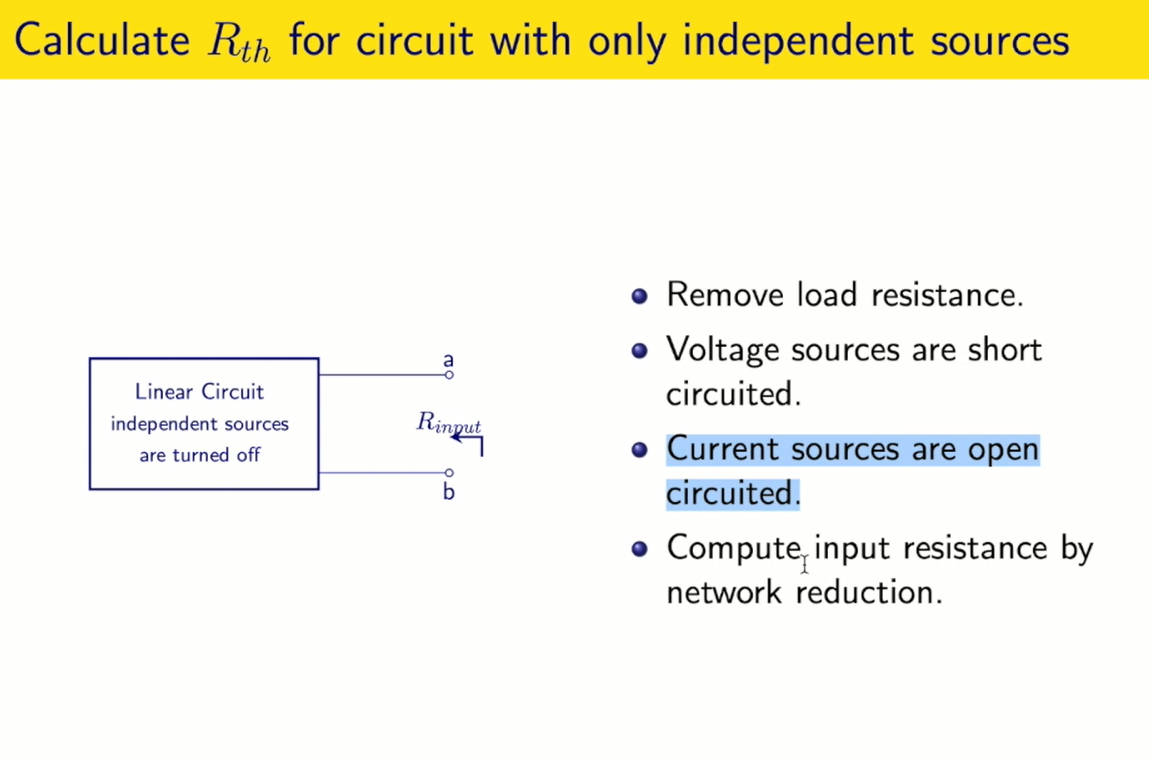 Calculate R_th for circuit with only independent sources
Linear Circuit
independent sources
are turned off
a
R_input
b
Remove load resistance.
Voltage sources are short
circuited.
Current sources are open
circuited.
Compute input resistance by
network reduction.